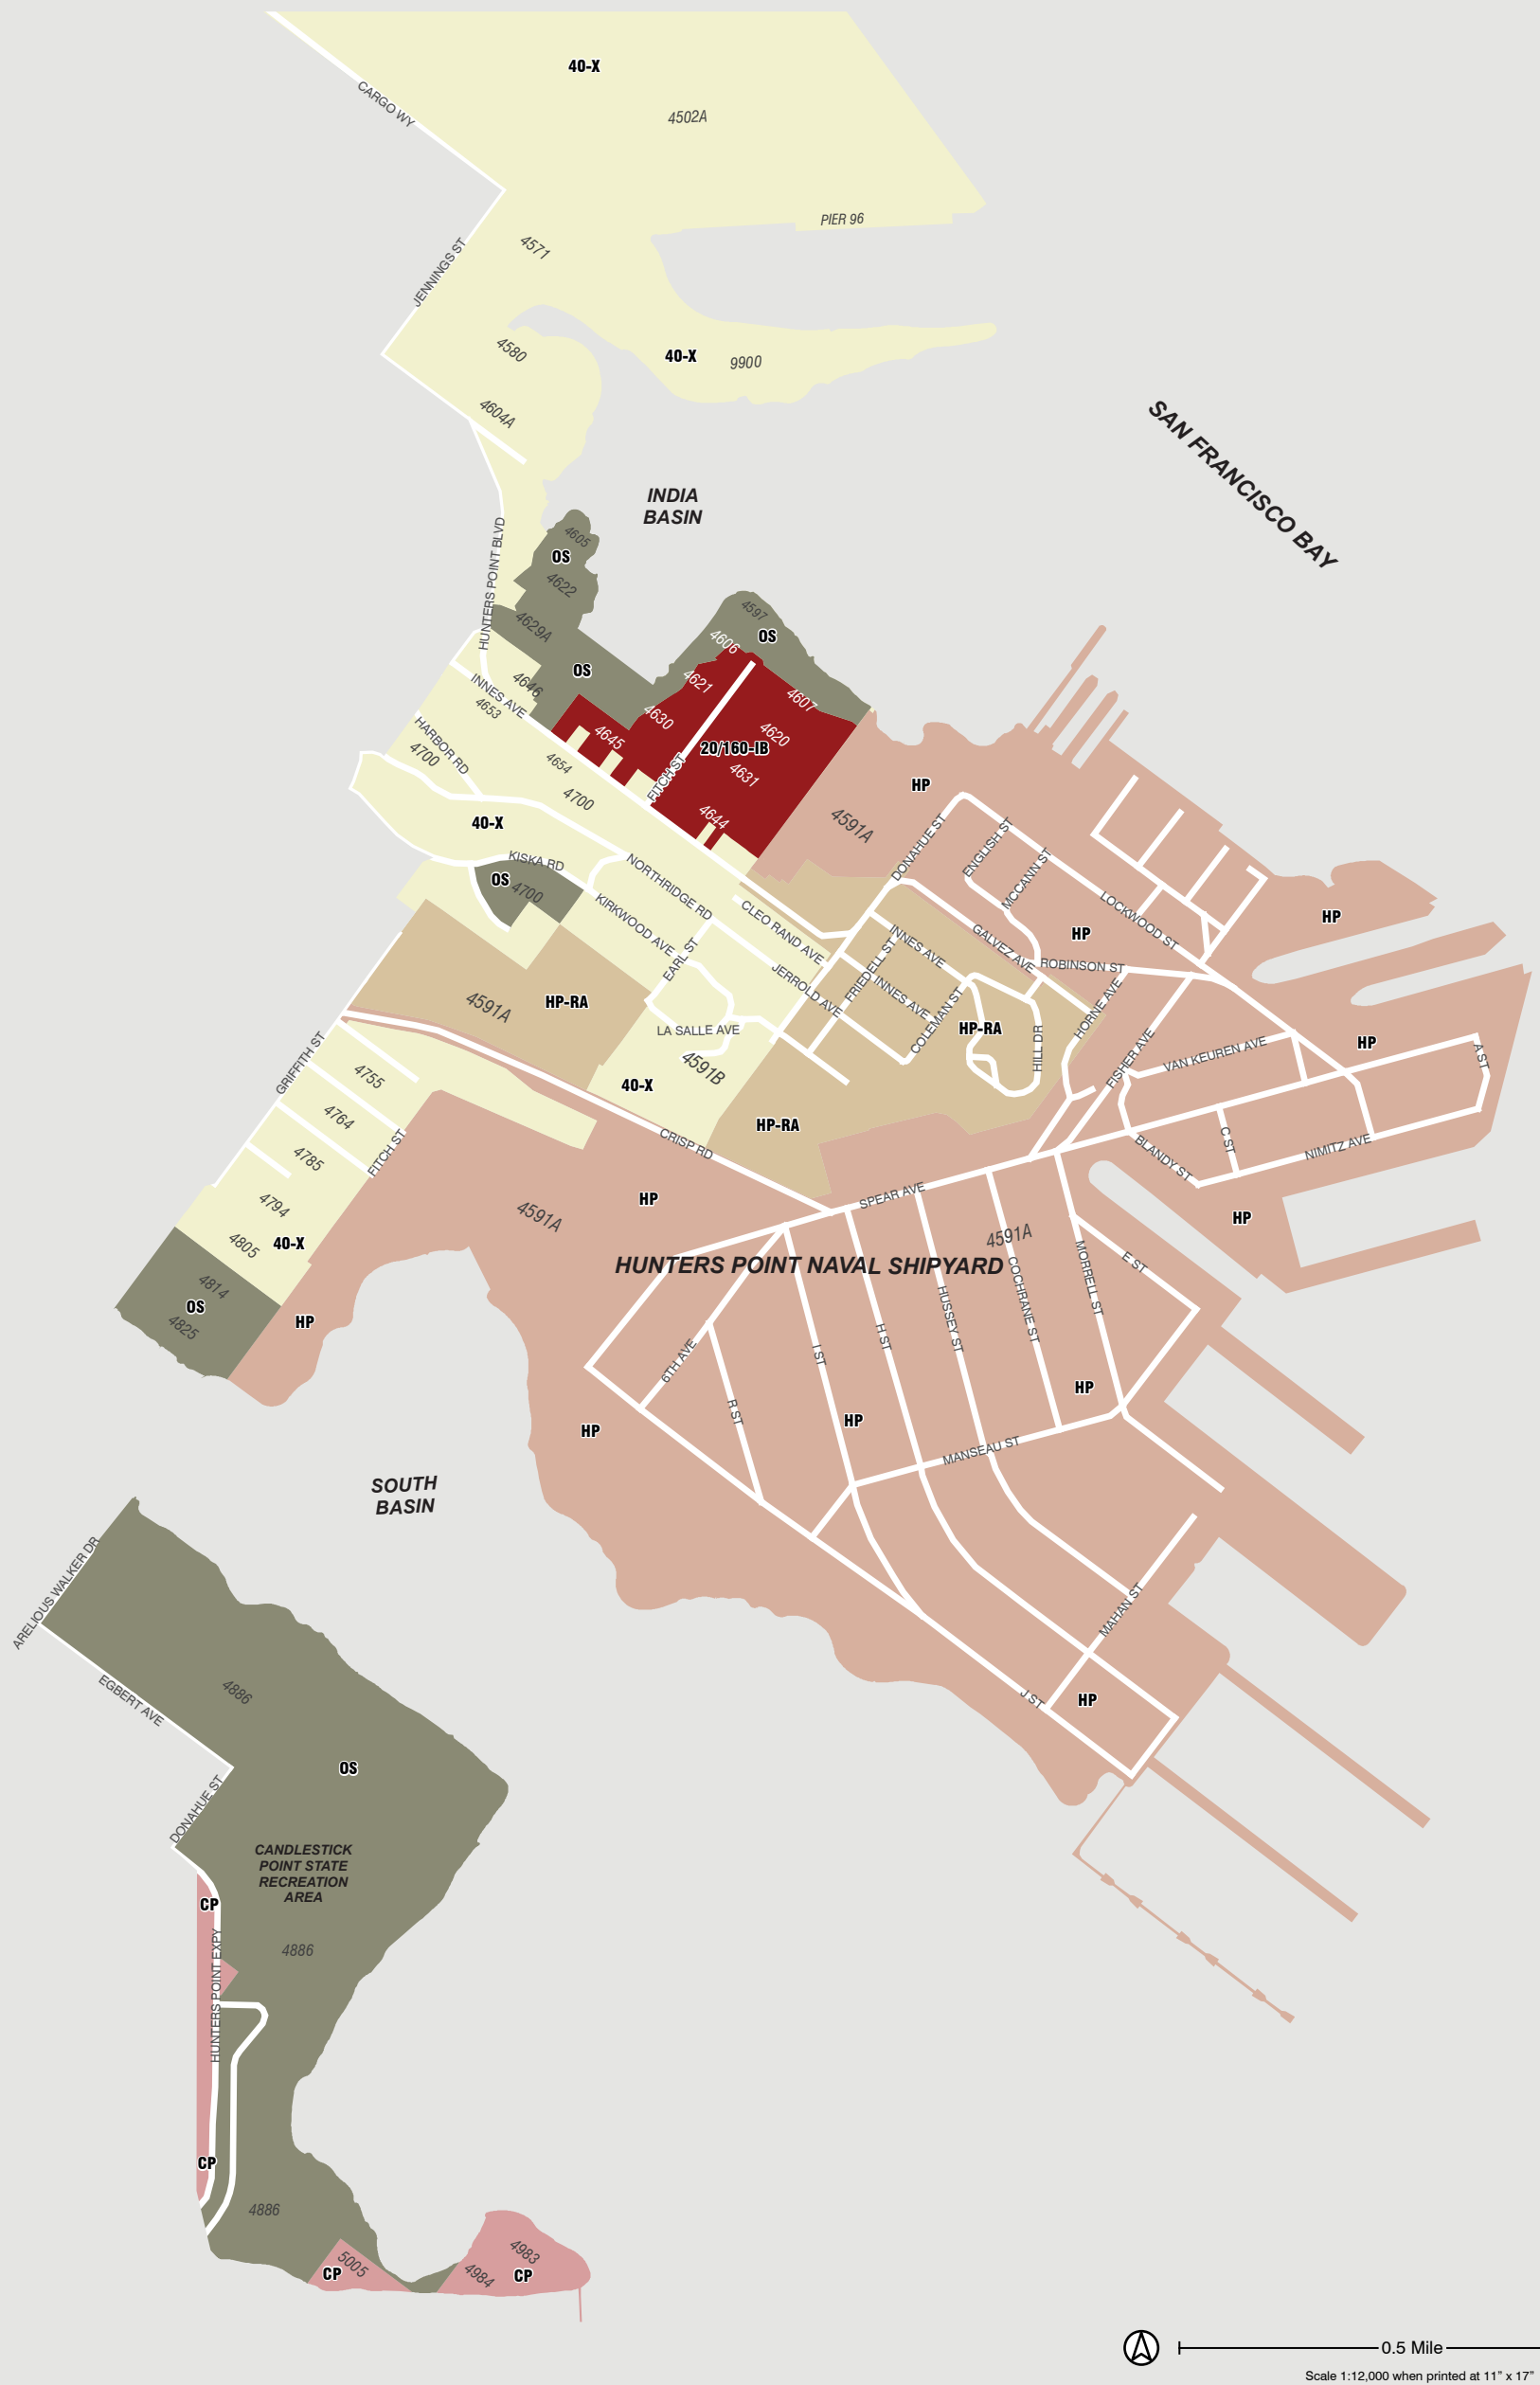 40-X
4502A
CARGO WY
PIER 96
4571
JENNINGS ST
4580
40-X
9900
4604A
SAN FRANCISCO BAY
INDIA
BASIN
HUNTERS POINT BLVD
4605
OS
4622
4629A
4597
OS
4606
OS
4646
4621
INNES AVE
4653
4607
4630
4620
4645
20/160-IB
HARBOR RD
4700
4654
FITCH ST
4631
4700
HP
40-X
4644
4591A
DONAHUE ST
ENGLISH ST
MCCANN ST
KISKA RD
OS
4700
NORTHRIDGE RD
KIRKWOOD AVE
CLEO RAND AVE
LOCKWOOD ST
HP
HP
EARL ST
INNES AVE
GALVEZ AVE
ROBINSON ST
JERROLD AVE
FRIEDELL ST
INNES AVE
HORNE AVE
4591A
HP-RA
COLEMAN ST
HP-RA
HILL DR
LA SALLE AVE
4591B
40-X
GRIFFITH ST
FISHER AVE
VAN KEUREN AVE
HP
A ST
4755
4764
FITCH ST
HP-RA
CRISP RD
BLANDY ST
C ST
NIMITZ AVE
4785
HP
SPEAR AVE
4794
4591A
HP
4805
40-X
4591A
HUNTERS POINT NAVAL SHIPYARD
E ST
MORRELL ST
COCHRANE ST
HUSSEY ST
4814
OS
4825
HP
H ST
I ST
6TH AVE
R ST
HP
HP
HP
MANSEAU ST
SOUTH
BASIN
ARELIOUS WALKER DR
MAHAN ST
EGBERT AVE
4886
J ST
HP
OS
DONAHUE ST
CANDLESTICK
POINT STATE
RECREATION
AREA
CP
HUNTERS POINT EXPY
4886
CP
4886
5005
CP
4983
4984
CP
0.5 Mile
Scale 1:12,000 when printed at 11” x 17”